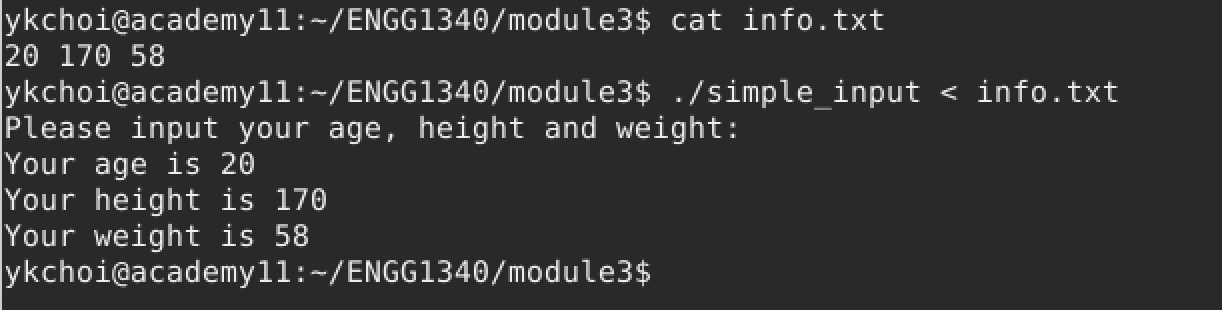 ykchoi@academy11:~/ENGG1340/module3$ cat info.txt
20 170 58
ykchoi@academy11:~/ENGG1340/module3$ ./simple_input < info.txt
Please input your age, height and weight:
Your age is 20
Your height is 170
Your weight is 58
ykchoi@academy11:~/ENGG1340/module3$